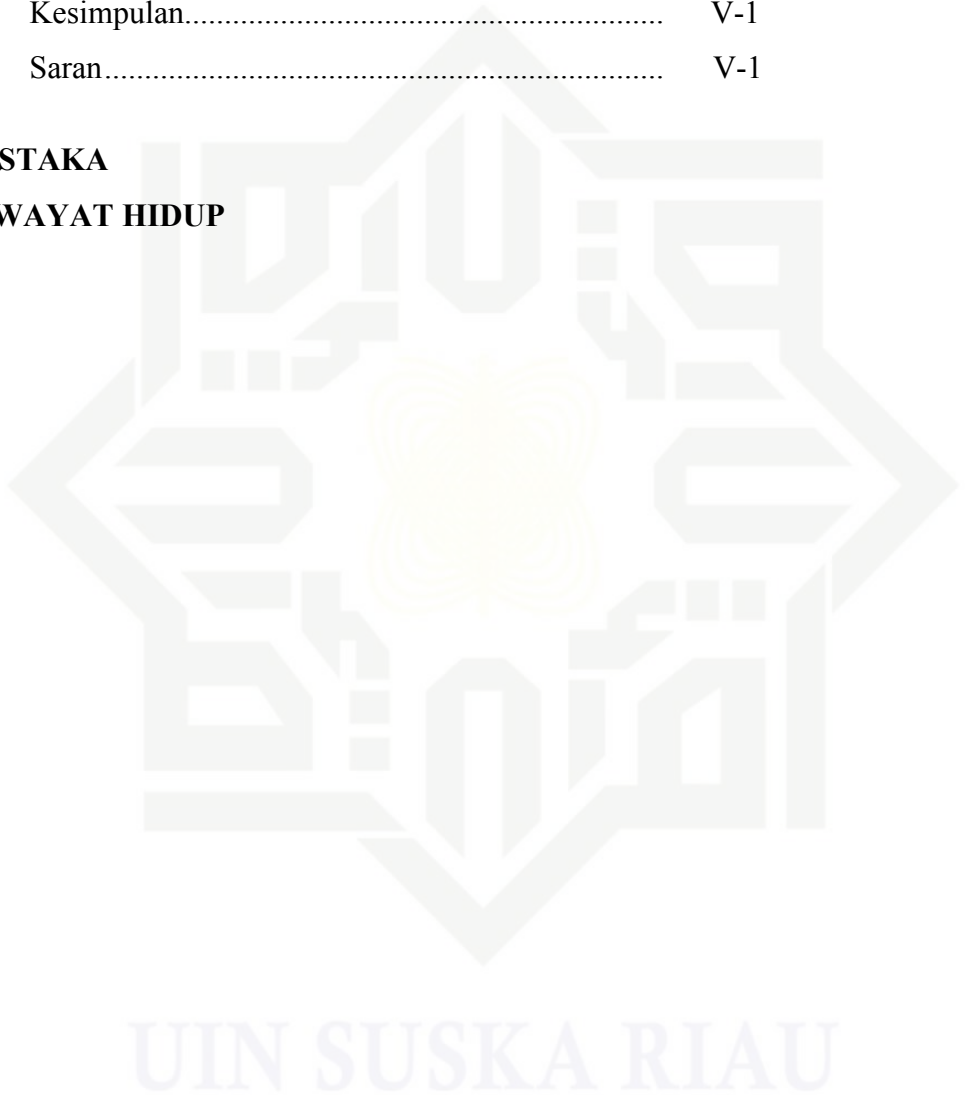 Kesimpulan............................................................ V-1
Saran...................................................................... V-1
STAKA
WAYAT HIDUP
UIN SUSKA RIAU